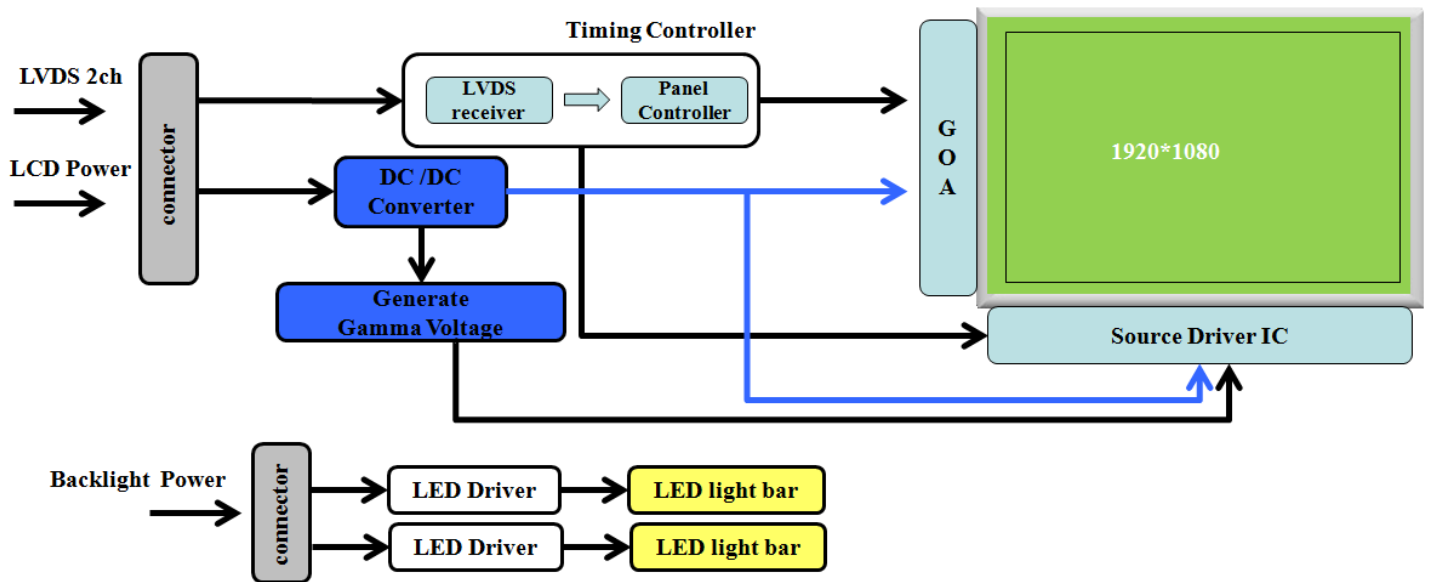 Timing Controller
LVDS 2ch
LVDS
receiver
Panel
Controller
LCD Power
connector
DC /DC
Converter
Generate
Gamma Voltage
G
O
A
1920*1080
Source Driver IC
Backlight Power
connector
LED Driver
LED light bar
LED Driver
LED light bar